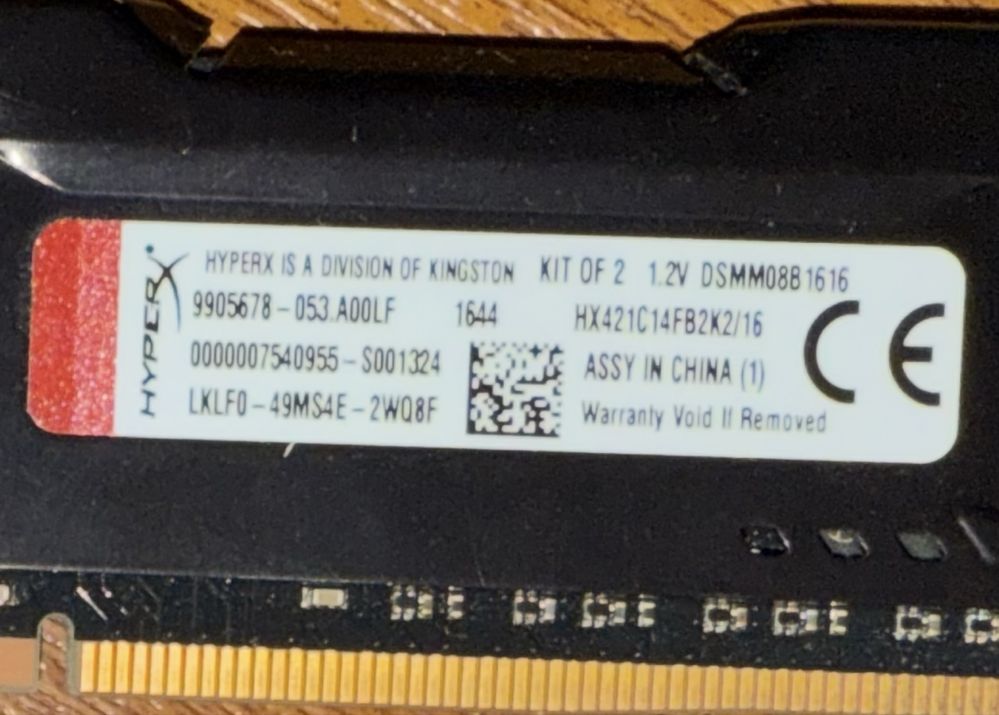 HYPERX
HYPERX IS A DIVISION OF KINGSTON KIT OF 2 1.2V DSMM08B1616
9905678-053.A00LF 1644 HX421C14FB2K2/16
0000007540955-S001324 ASSY IN CHINA (1)
LKLF0-49MS4E-2WQ8F Warranty Void If Removed
CE